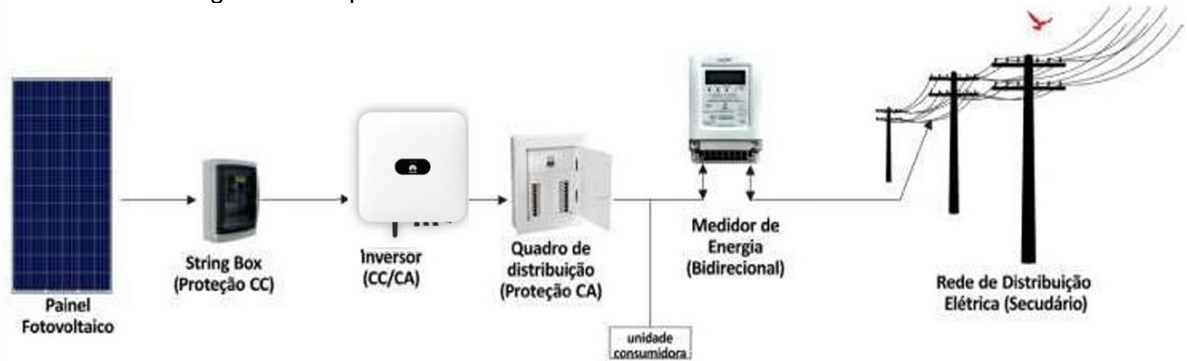 Painel
Fotovoltaico
String Box
(Proteção CC)
Inversor
(CC/CA)
Quadro de
distribuição
(Proteção CA)
unidade
consumidora
Medidor de
Energia
(Bidirecional)
Rede de Distribuição
Elétrica (Secudário)